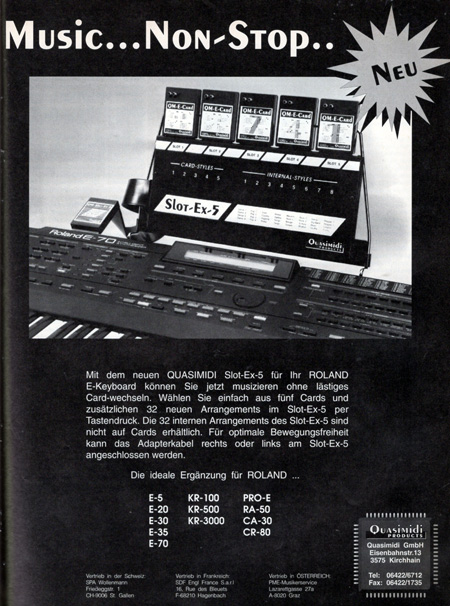 Music...Non-Stop..
Neu
QM-E-Card QM-E-Card QM-E-Card QM-E-Card QM-E-Card
CARD-STYLES
1 2 3 4 5
INTERNAL-STYLES
1 2 3 4 5 6 7 8
Slot-Ex-5
Quasimidi
PRODUCTS
Roland E-70
Mit dem neuen QUASIMIDI Slot-Ex-5 für Ihr ROLAND
E-Keyboard können Sie jetzt musizieren ohne lästiges
Card-wechseln. Wählen Sie einfach aus fünf Cards und
zusätzlichen 32 neuen Arrangements im Slot-Ex-5 per
Tastendruck. Die 32 internen Arrangements des Slot-Ex-5 sind
nicht auf Cards erhältlich. Für optimale Bewegungsfreiheit
kann das Adapterkabel rechts oder links am Slot-Ex-5
angeschlossen werden.
Die ideale Ergänzung für ROLAND ...
E-5 KR-100 PRO-E
E-20 KR-500 RA-50
E-30 KR-3000 CA-30
E-35 CR-80
E-70
Quasimidi
PRODUCTS
Quasimidi GmbH
Eisenbahnstr.13
3575 Kirchhain
Tel: 06422/6712
Fax: 06422/1735
Vertrieb in der Schweiz:
SPA Woltenmann
Friedeggstr. 1
CH-9006 St. Gallen
Vertrieb in Frankreich:
SDF Engl Franca S.a.r.l
16, Rue des Bleuets
F-68210 Hagenbach
Vertrieb in ÖSTERREICH:
PME-Musikerservice
Lazarettgasse 27a
A-8020 Graz